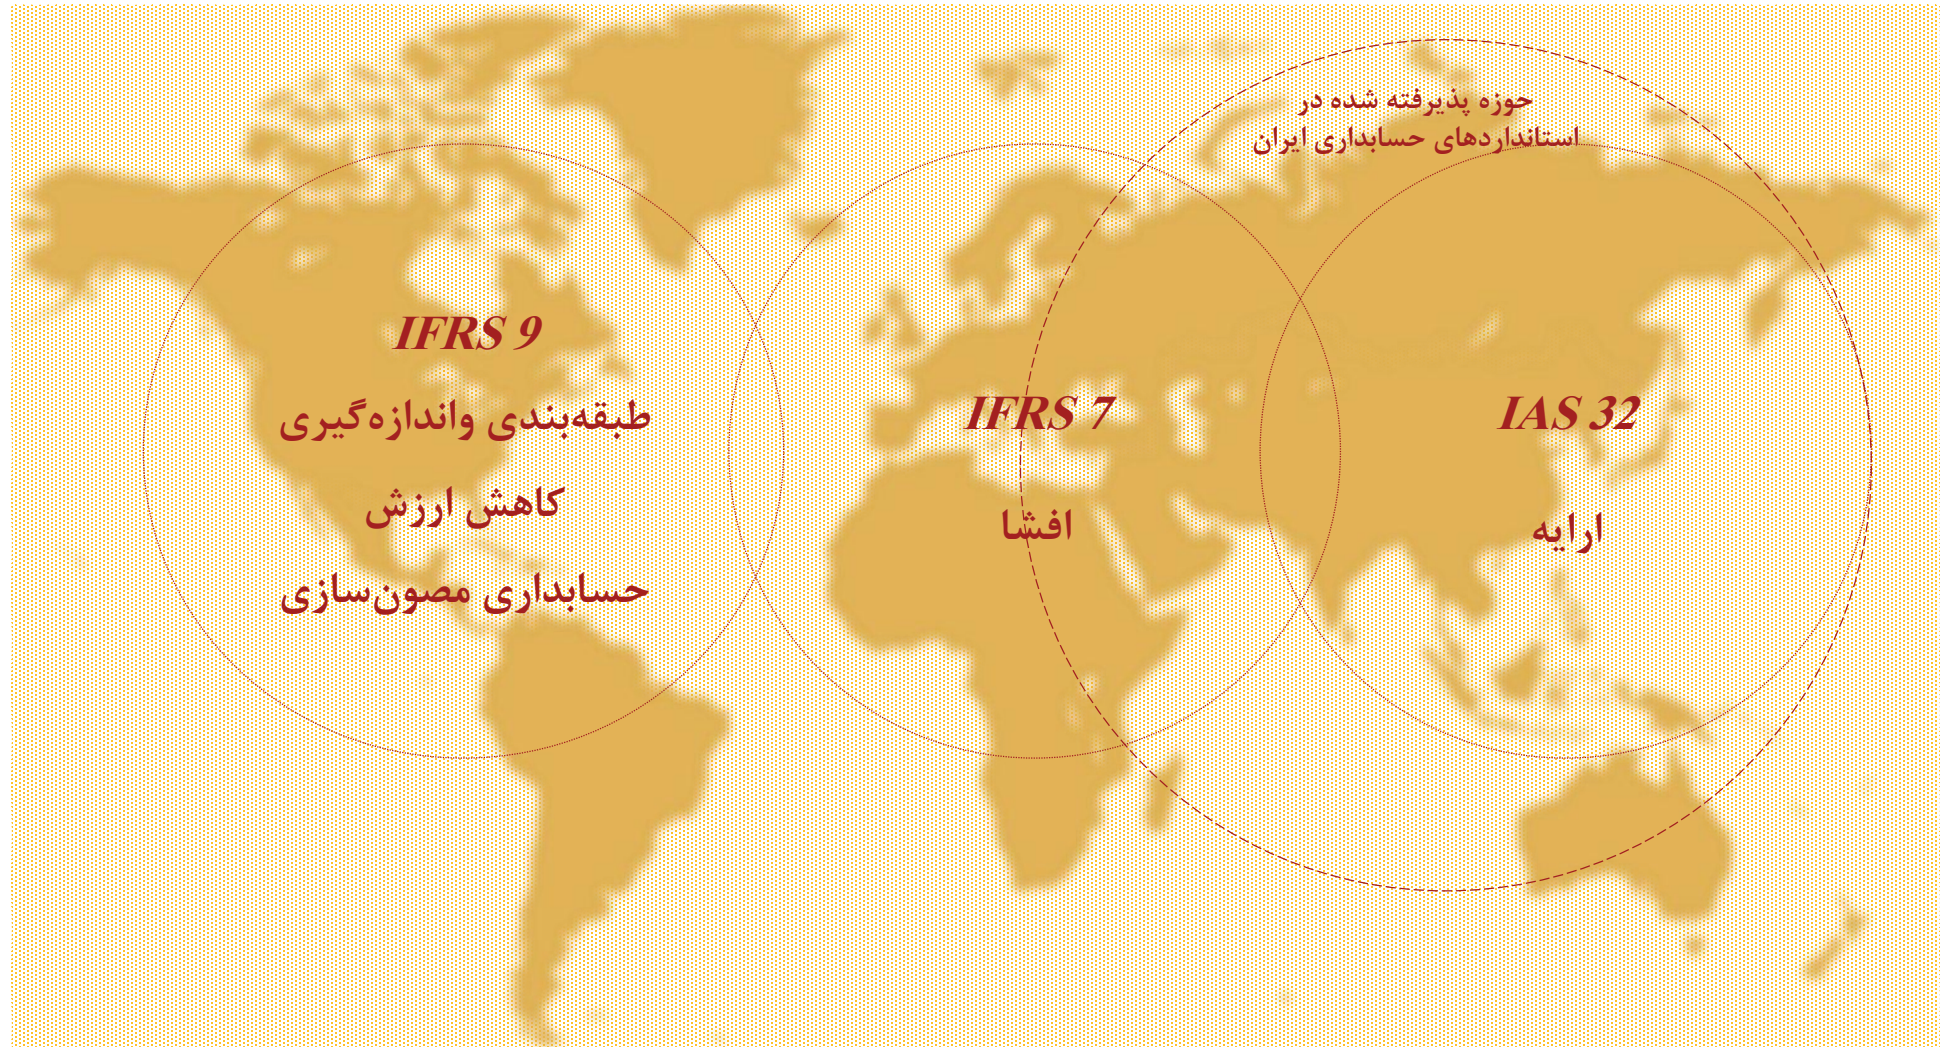 حوزه پذیرفته شده در
استانداردهای حسابداری ایران
IAS 32
ارایه
IFRS 7
افشا
IFRS 9
طبقه‌بندی واندازه‌گیری
کاهش ارزش
حسابداری مصون‌سازی